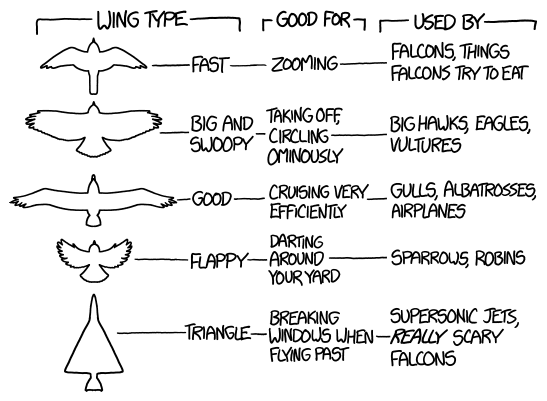 WING TYPE
GOOD FOR
USED BY
FAST
ZOOMING
FALCONS, THINGS
FALCONS TRY TO EAT
BIG AND
SWOOPY
TAKING OFF,
CIRCLING
OMINOUSLY
BIG HAWKS, EAGLES,
VULTURES
GOOD
CRUISING VERY
EFFICIENTLY
GULLS, ALBATROSSES,
AIRPLANES
FLAPPY
DARTING
AROUND
YOUR YARD
SPARROWS, ROBINS
TRIANGLE
BREAKING
WINDOWS WHEN
FLYING PAST
SUPERSONIC JETS,
REALLY SCARY
FALCONS